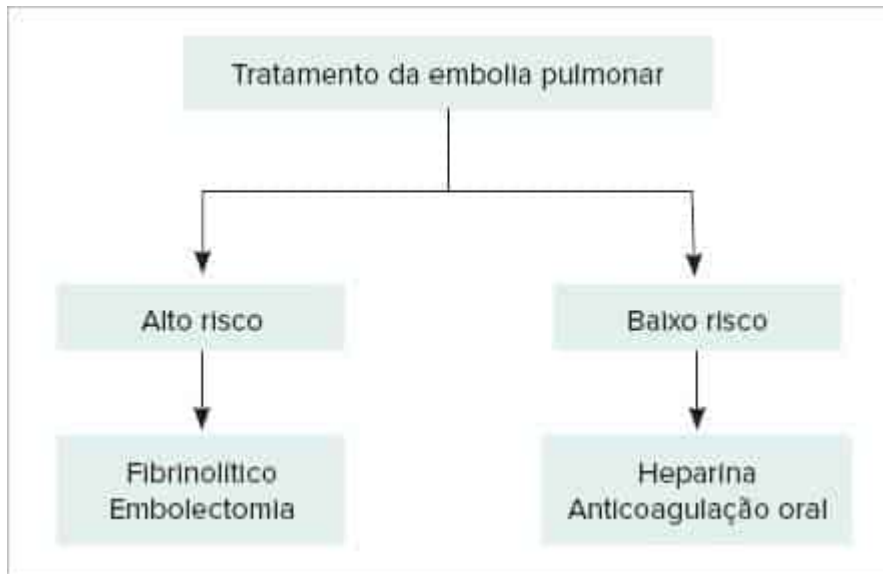 Tratamento da embolia pulmonar
Alto risco
Baixo risco
Fibrinolítico
Embolectomia
Heparina
Anticoagulação oral